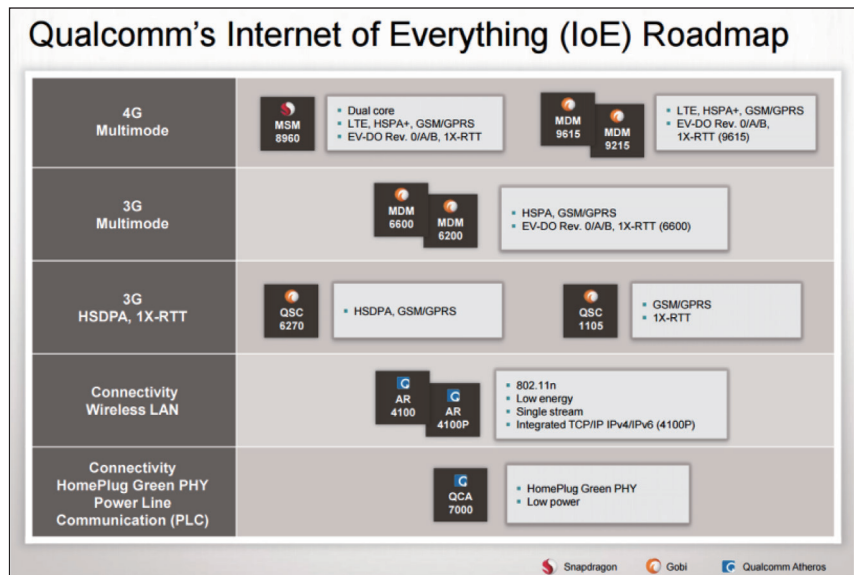 Qualcomm's Internet of Everything (IoE) Roadmap
4G
Multimode
MSM
8960
▪ Dual core
▪ LTE, HSPA+, GSM/GPRS
▪ EV-DO Rev. 0/A/B, 1X-RTT
MDM
9615
MDM
9215
▪ LTE, HSPA+, GSM/GPRS
▪ EV-DO Rev. 0/A/B,
1X-RTT (9615)
3G
Multimode
MDM
6600
MDM
6200
▪ HSPA, GSM/GPRS
▪ EV-DO Rev. 0/A/B, 1X-RTT (6600)
3G
HSDPA, 1X-RTT
QSC
6270
▪ HSDPA, GSM/GPRS
QSC
1105
▪ GSM/GPRS
▪ 1X-RTT
Connectivity
Wireless LAN
AR
4100
AR
4100P
▪ 802.11n
▪ Low energy
▪ Single stream
▪ Integrated TCP/IP IPv4/IPv6 (4100P)
Connectivity
HomePlug Green PHY
Power Line
Communication (PLC)
QCA
7000
▪ HomePlug Green PHY
▪ Low power
Snapdragon
Gobi
Qualcomm Atheros